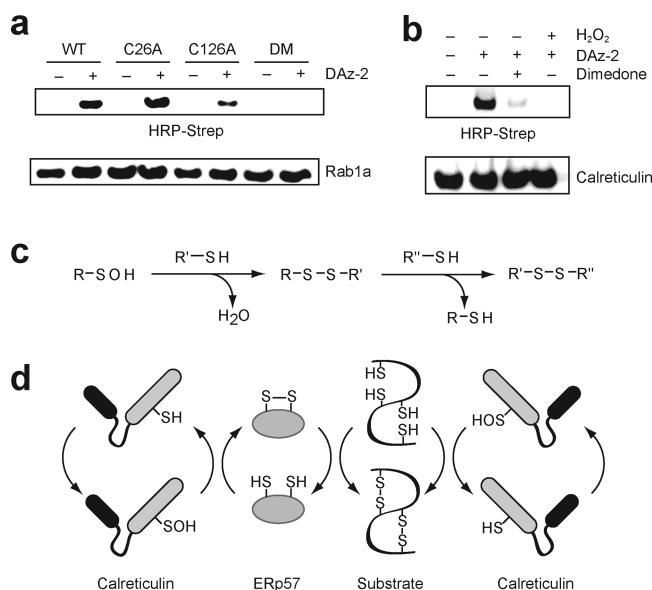 a
WT C26A C126A DM
– + – + – + – + DAz-2
HRP-Strep
Rab1a
b
– – – + H₂O₂
– + + + DAz-2
– – + – Dimedone
HRP-Strep
Calreticulin
c
R–SOH R'–SH R–S–S–R' R"–SH R'–S–S–R"
H₂O R–SH
d
SH S–S HS HS SH SH HOS
SOH HS SH S S S S HS
Calreticulin ERp57 Substrate Calreticulin